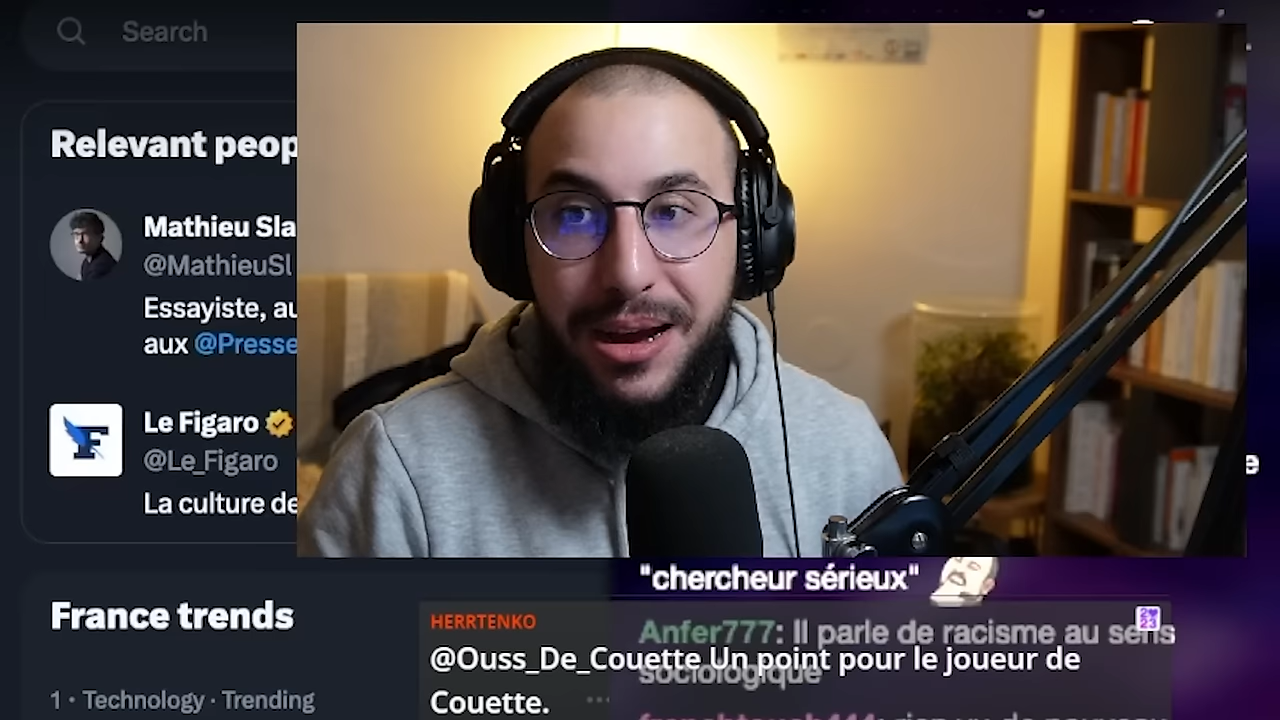 Search
Relevant peop
Mathieu Sla
@MathieuSl
Essayiste, au
aux @Presse
Le Figaro
@Le_Figaro
La culture de
France trends
1 · Technology · Trending
"chercheur sérieux"
Anfer777: Il parle de racisme au sens
sociologique
HERRTENKO
@Ouss_De_Couette Un point pour le joueur de
Couette.